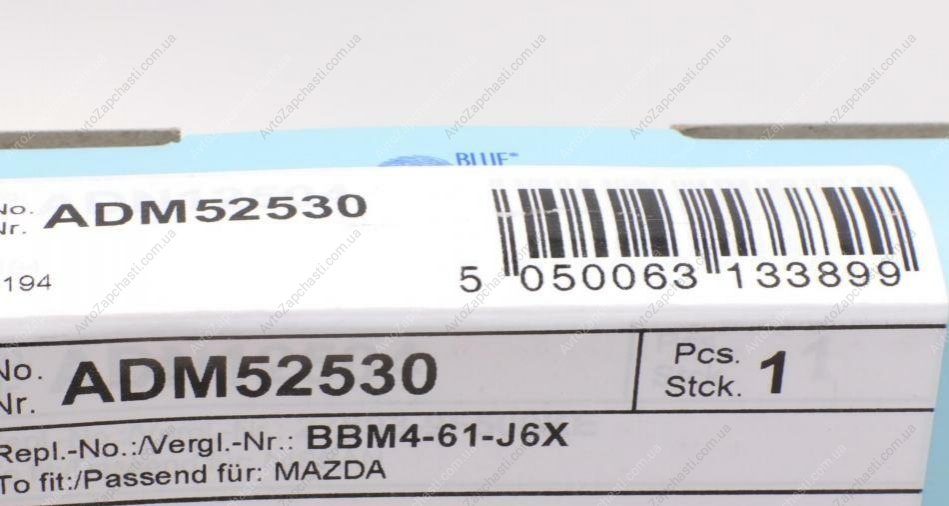 BLUE
No. ADM52530
Nr.
194
5 050063 133899
No. ADM52530
Nr.
Pcs. 1
Stck.
Repl.-No.:/Vergl.-Nr.: BBM4-61-J6X
To fit:/Passend für: MAZDA
AvtoZapchasti.com.ua